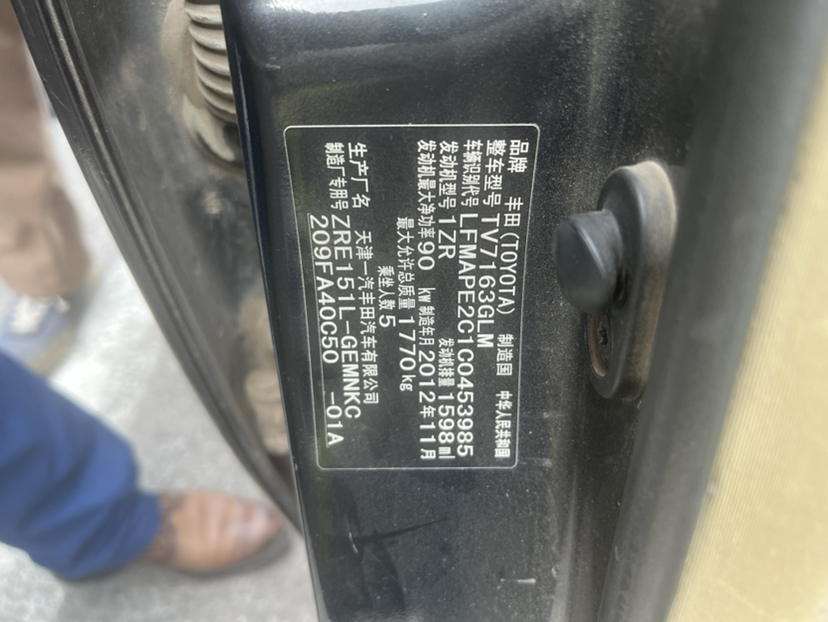 品牌 丰田(TOYOTA) 制造国 中华人民共和国
整车型号 TV7163GLM
车辆识别代号 LFMAPE2C1C0453985
发动机型号 1ZR 发动机排量 1598 ml
发动机最大净功率 90 kW 制造年月 2012年11月
最大允许总质量 1770 kg
乘坐人数 5
生产厂名 天津一汽丰田汽车有限公司
制造厂专用号 ZRE151L-GEMNKC
209FA40C50 -01A